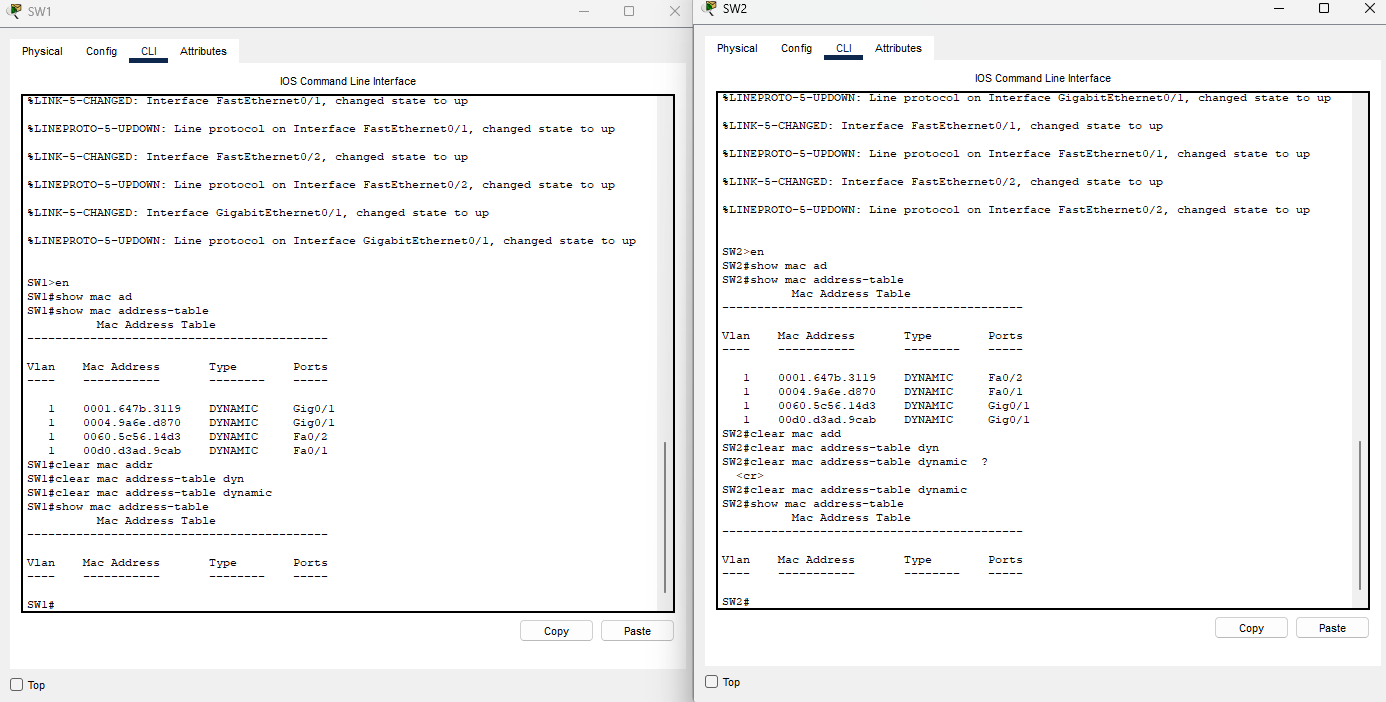 SW1
Physical Config CLI Attributes
IOS Command Line Interface
%LINK-5-CHANGED: Interface FastEthernet0/1, changed state to up
%LINEPROTO-5-UPDOWN: Line protocol on Interface FastEthernet0/1, changed state to up
%LINK-5-CHANGED: Interface FastEthernet0/2, changed state to up
%LINEPROTO-5-UPDOWN: Line protocol on Interface FastEthernet0/2, changed state to up
%LINK-5-CHANGED: Interface GigabitEthernet0/1, changed state to up
%LINEPROTO-5-UPDOWN: Line protocol on Interface GigabitEthernet0/1, changed state to up
SW1>en
SW1#show mac ad
SW1#show mac address-table
Mac Address Table
-------------------------------------------
Vlan    Mac Address       Type        Ports
----    -----------       --------    -----
1    0001.647b.3119    DYNAMIC     Gig0/1
1    0004.9a6e.d870    DYNAMIC     Gig0/1
1    0060.5c56.14d3    DYNAMIC     Fa0/2
1    00d0.d3ad.9cab    DYNAMIC     Fa0/1
SW1#clear mac addr
SW1#clear mac address-table dyn
SW1#clear mac address-table dynamic
SW1#show mac address-table
Mac Address Table
-------------------------------------------
Vlan    Mac Address       Type        Ports
----    -----------       --------    -----
SW1#
Copy Paste
Top
SW2
Physical Config CLI Attributes
IOS Command Line Interface
%LINEPROTO-5-UPDOWN: Line protocol on Interface GigabitEthernet0/1, changed state to up
%LINK-5-CHANGED: Interface FastEthernet0/1, changed state to up
%LINEPROTO-5-UPDOWN: Line protocol on Interface FastEthernet0/1, changed state to up
%LINK-5-CHANGED: Interface FastEthernet0/2, changed state to up
%LINEPROTO-5-UPDOWN: Line protocol on Interface FastEthernet0/2, changed state to up
SW2>en
SW2#show mac ad
SW2#show mac address-table
Mac Address Table
-------------------------------------------
Vlan    Mac Address       Type        Ports
----    -----------       --------    -----
1    0001.647b.3119    DYNAMIC     Fa0/2
1    0004.9a6e.d870    DYNAMIC     Fa0/1
1    0060.5c56.14d3    DYNAMIC     Gig0/1
1    00d0.d3ad.9cab    DYNAMIC     Gig0/1
SW2#clear mac add
SW2#clear mac address-table dyn
SW2#clear mac address-table dynamic  ?
<cr>
SW2#clear mac address-table dynamic
SW2#show mac address-table
Mac Address Table
-------------------------------------------
Vlan    Mac Address       Type        Ports
----    -----------       --------    -----
SW2#
Copy Paste
Top